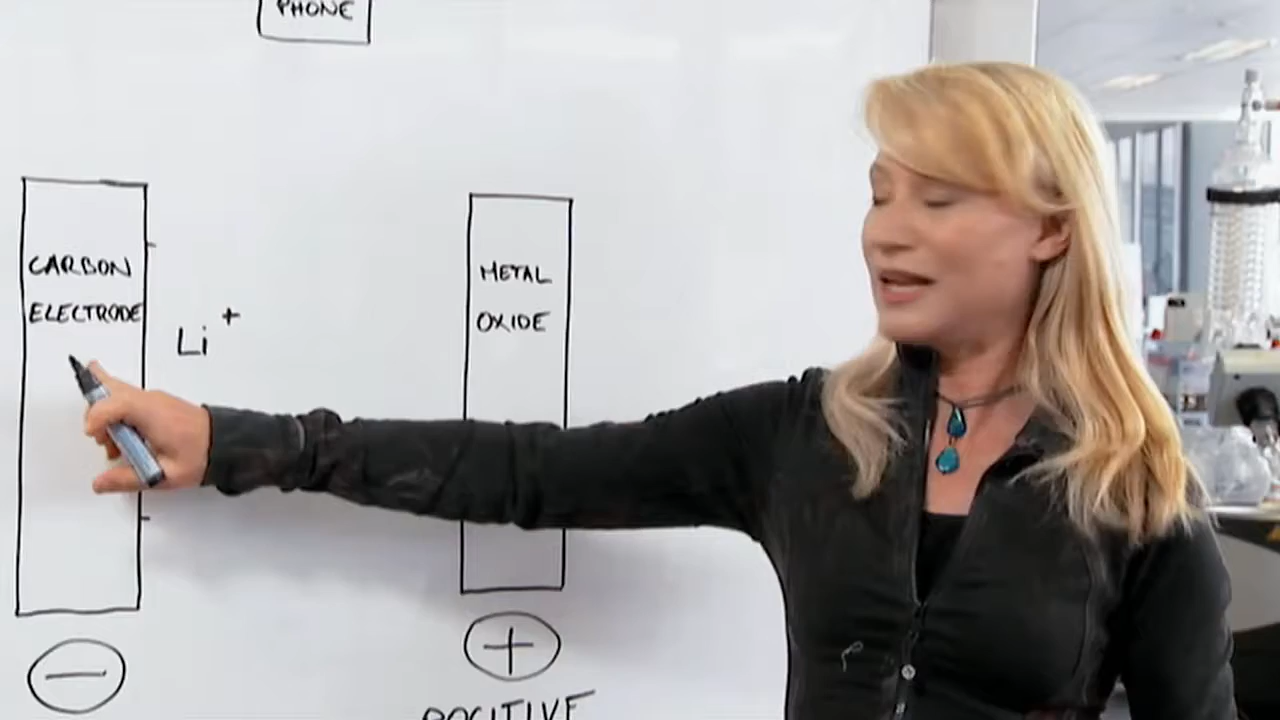 PHONE
CARBON
ELECTRODE
Li +
METAL
OXIDE
−
+
POSITIVE